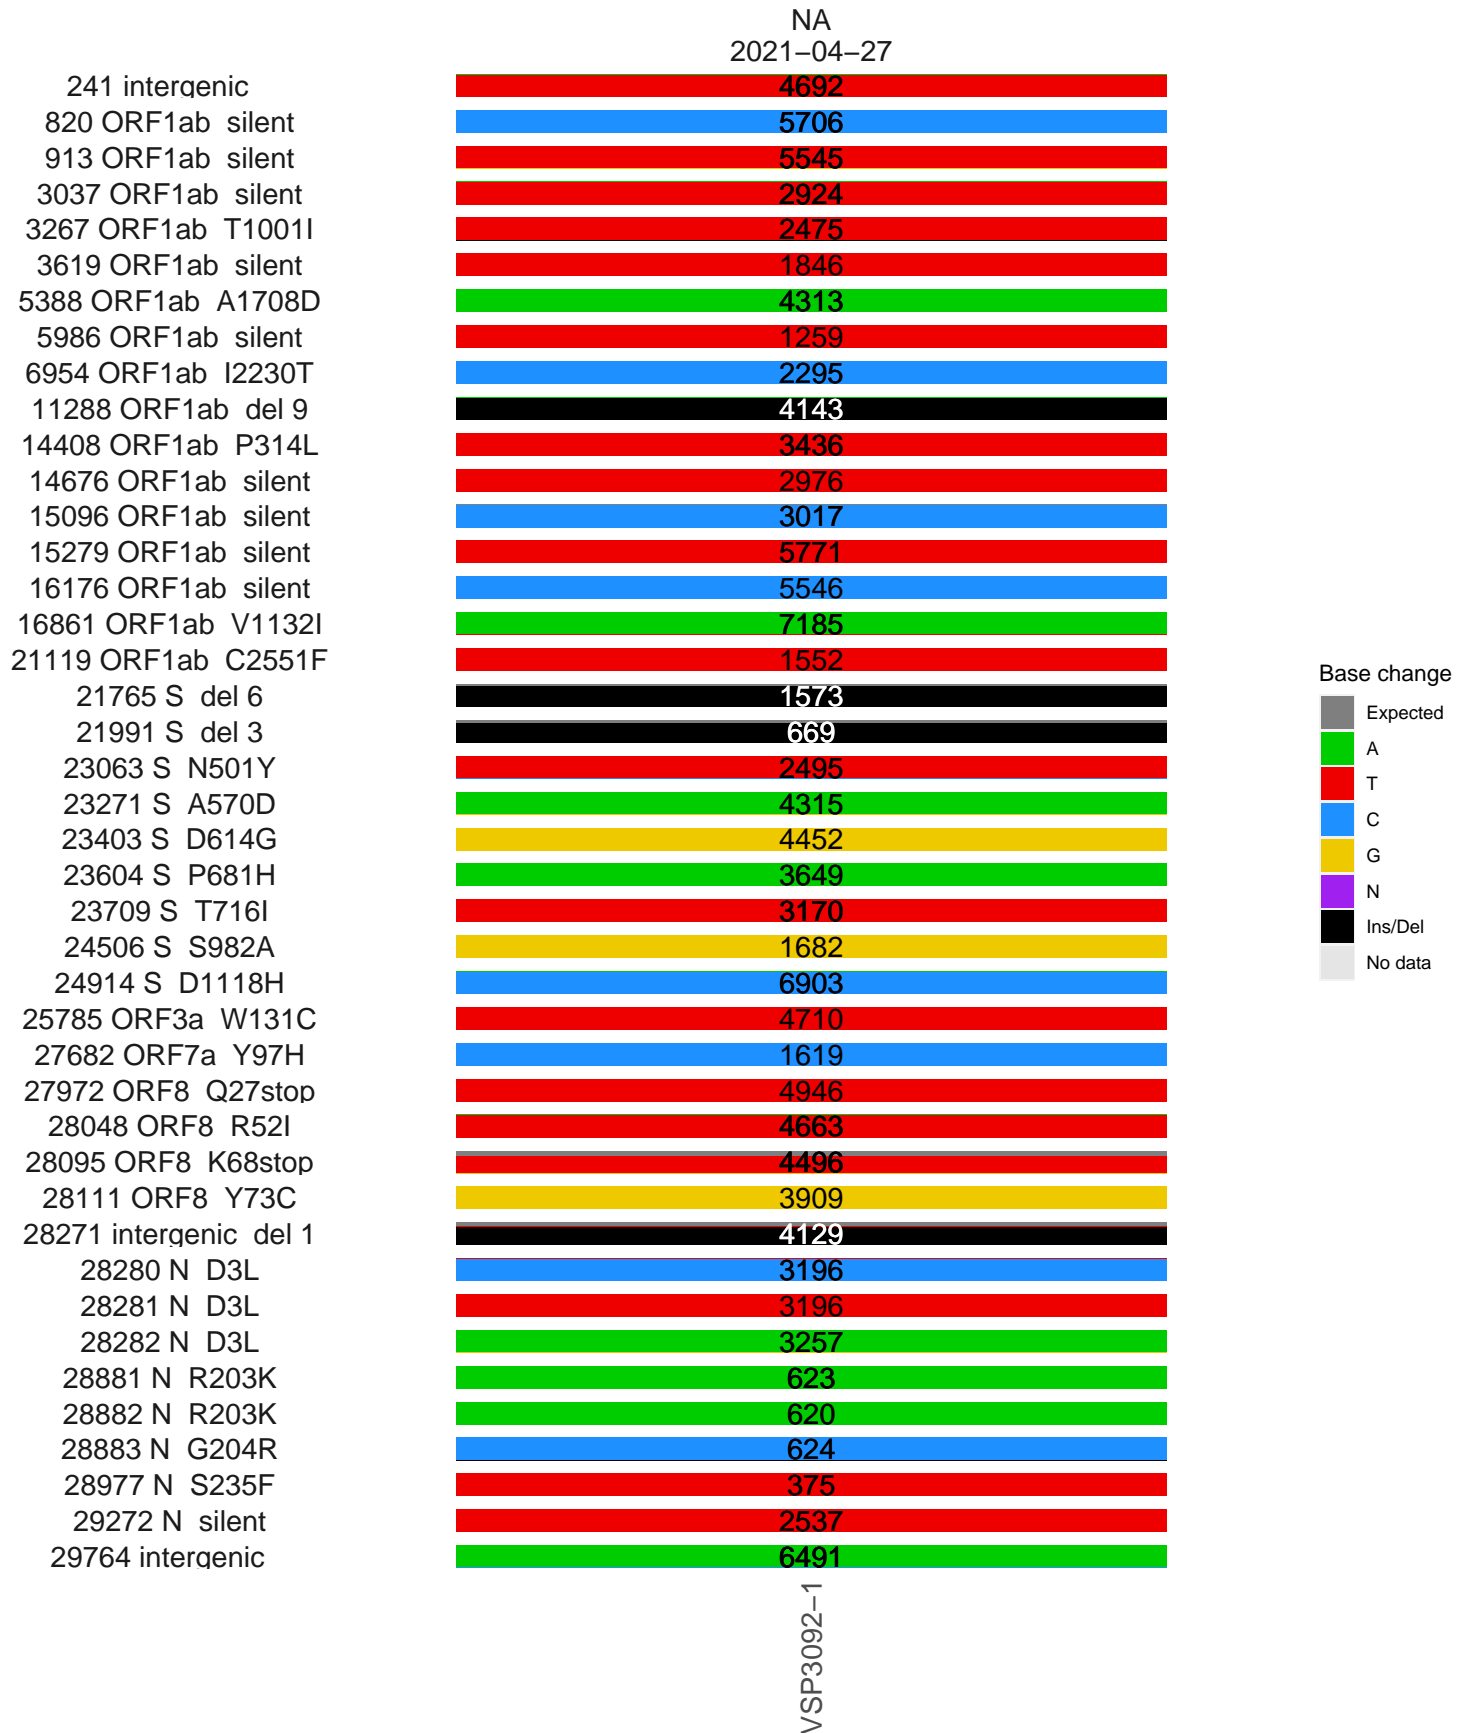 NA
2021−04−27
241 intergenic 4692
820 ORF1ab silent 5706
913 ORF1ab silent 5545
3037 ORF1ab silent 2924
3267 ORF1ab T1001I 2475
3619 ORF1ab silent 1846
5388 ORF1ab A1708D 4313
5986 ORF1ab silent 1259
6954 ORF1ab I2230T 2295
11288 ORF1ab del 9 4143
14408 ORF1ab P314L 3436
14676 ORF1ab silent 2976
15096 ORF1ab silent 3017
15279 ORF1ab silent 5771
16176 ORF1ab silent 5546
16861 ORF1ab V1132I 7185
21119 ORF1ab C2551F 1552
21765 S del 6 1573
21991 S del 3 669
23063 S N501Y 2495
23271 S A570D 4315
23403 S D614G 4452
23604 S P681H 3649
23709 S T716I 3170
24506 S S982A 1682
24914 S D1118H 6903
25785 ORF3a W131C 4710
27682 ORF7a Y97H 1619
27972 ORF8 Q27stop 4946
28048 ORF8 R52I 4663
28095 ORF8 K68stop 4496
28111 ORF8 Y73C 3909
28271 intergenic del 1 4129
28280 N D3L 3196
28281 N D3L 3196
28282 N D3L 3257
28881 N R203K 623
28882 N R203K 620
28883 N G204R 624
28977 N S235F 375
29272 N silent 2537
29764 intergenic 6491
VSP3092−1
Base change
Expected
A
T
C
G
N
Ins/Del
No data